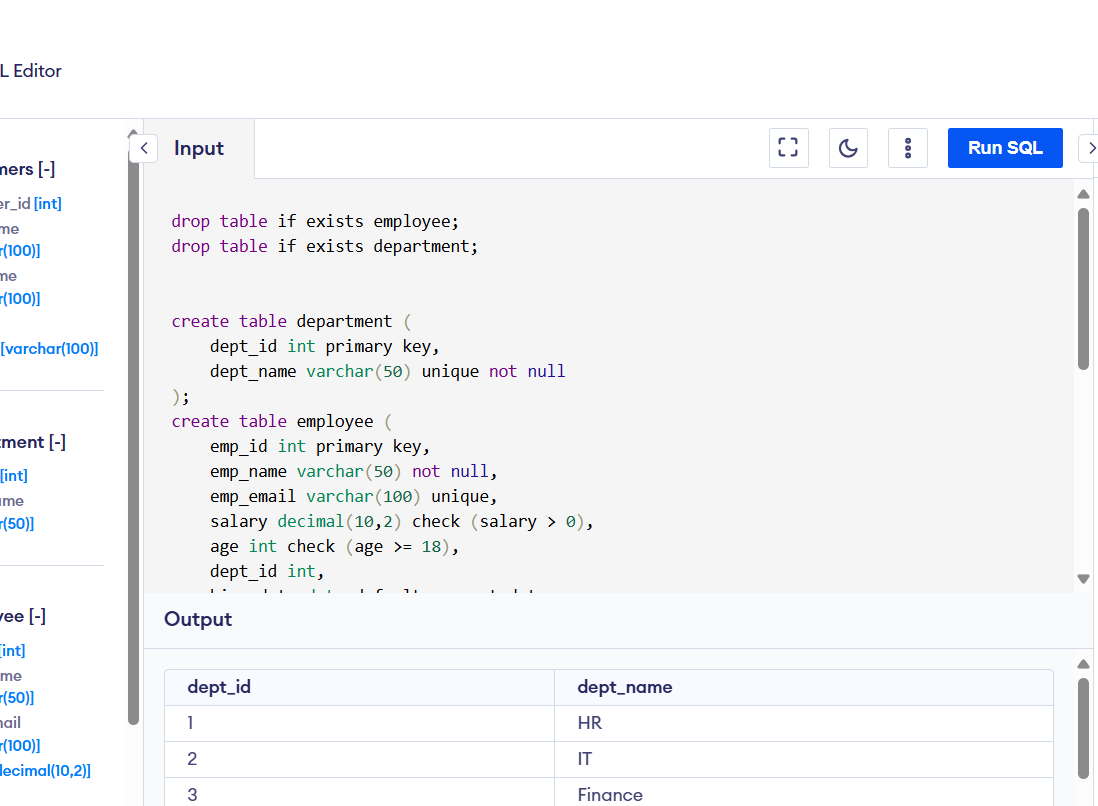 L Editor
mers [-]
er_id [int]
me
r(100)]
me
r(100)]
[varchar(100)]
tment [-]
[int]
ame
r(50)]
yee [-]
[int]
me
r(50)]
nail
r(100)]
decimal(10,2)]
Input
Run SQL
drop table if exists employee;
drop table if exists department;
create table department (
dept_id int primary key,
dept_name varchar(50) unique not null
);
create table employee (
emp_id int primary key,
emp_name varchar(50) not null,
emp_email varchar(100) unique,
salary decimal(10,2) check (salary > 0),
age int check (age >= 18),
dept_id int,
Output
dept_id dept_name
1 HR
2 IT
3 Finance